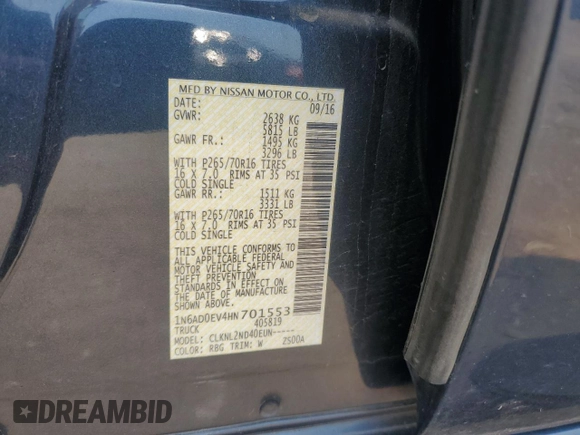 MFD BY NISSAN MOTOR CO., LTD.
DATE: 09/16
GVWR: 2638 KG
5815 LB
GAWR FR.: 1495 KG
3296 LB
WITH P265/70R16 TIRES
16 X 7.0 RIMS AT 35 PSI
COLD SINGLE
GAWR RR.: 1511 KG
3331 LB
WITH P265/70R16 TIRES
16 X 7.0 RIMS AT 35 PSI
COLD SINGLE
THIS VEHICLE CONFORMS TO
ALL APPLICABLE FEDERAL
MOTOR VEHICLE SAFETY AND
THEFT PREVENTION
STANDARDS IN EFFECT ON
THE DATE OF MANUFACTURE
SHOWN ABOVE.
1N6AD0EV4HN701553
TRUCK 405819
MODEL: CLKNL2ND40EUN-----
COLOR: RBG TRIM: W 2500A
DREAMBID